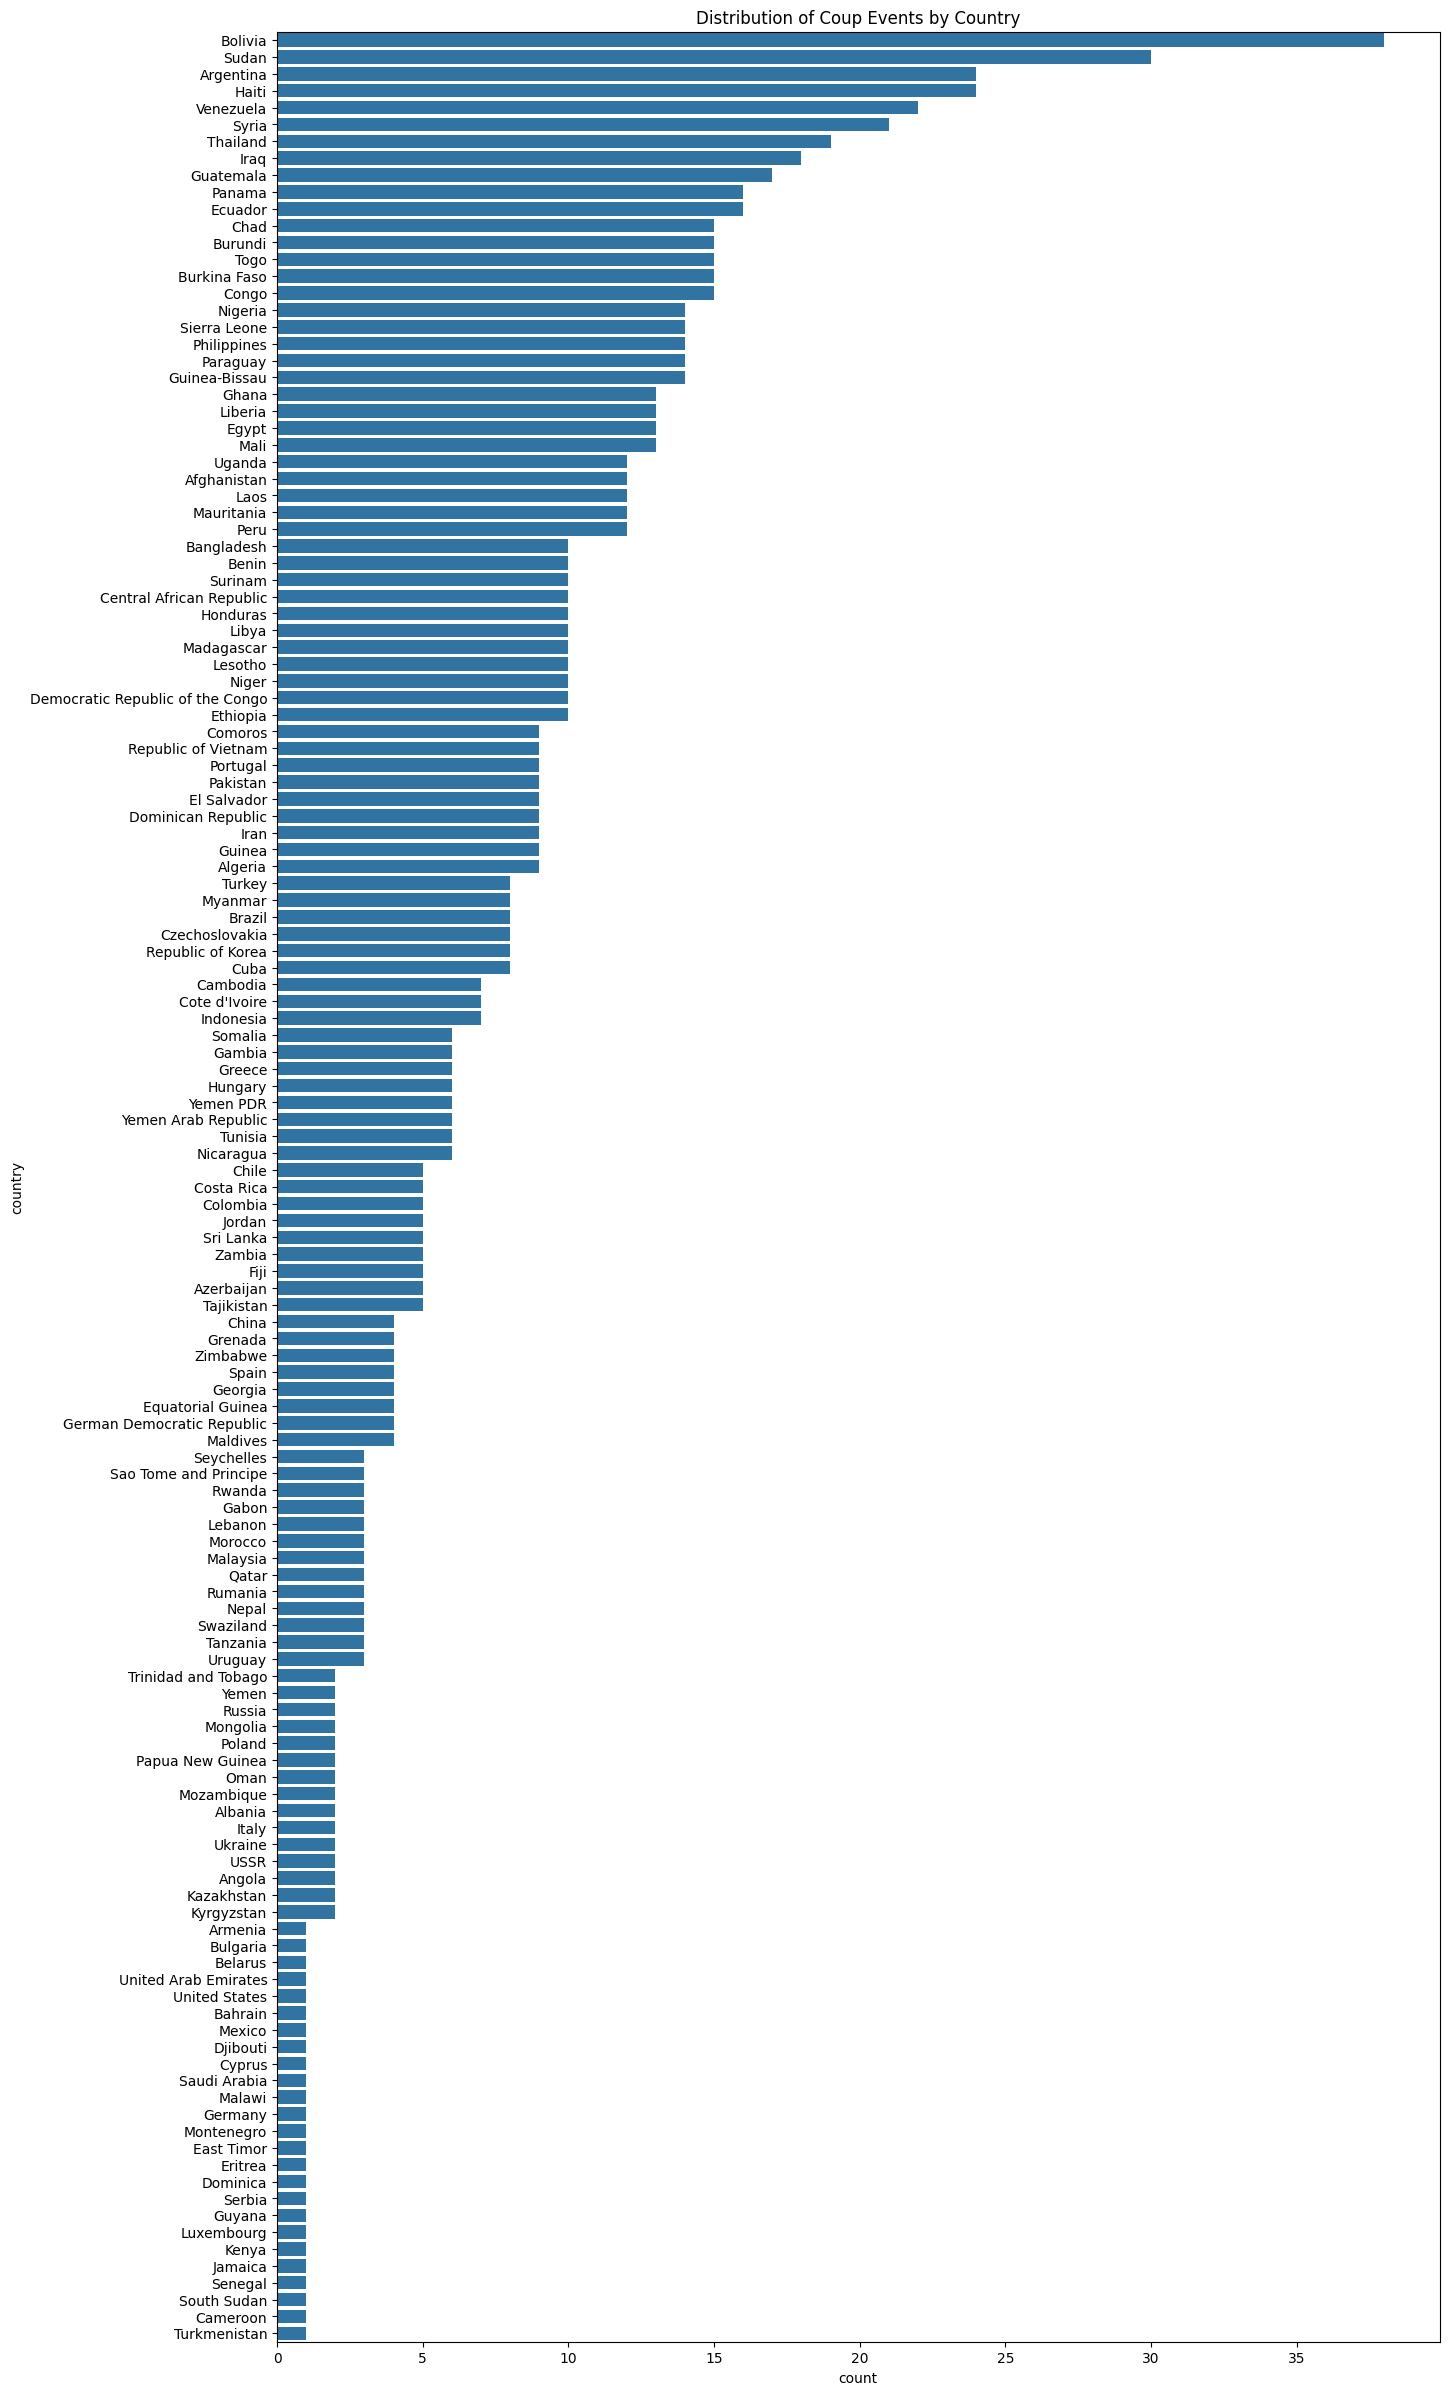 Distribution of Coup Events by Country
Bolivia
Sudan
Argentina
Haiti
Venezuela
Syria
Thailand
Iraq
Guatemala
Panama
Ecuador
Chad
Burundi
Togo
Burkina Faso
Congo
Nigeria
Sierra Leone
Philippines
Paraguay
Guinea-Bissau
Ghana
Liberia
Egypt
Mali
Uganda
Afghanistan
Laos
Mauritania
Peru
Bangladesh
Benin
Surinam
Central African Republic
Honduras
Libya
Madagascar
Lesotho
Niger
Democratic Republic of the Congo
Ethiopia
Comoros
Republic of Vietnam
Portugal
Pakistan
El Salvador
Dominican Republic
Iran
Guinea
Algeria
Turkey
Myanmar
Brazil
Czechoslovakia
Republic of Korea
Cuba
Cambodia
Cote d'Ivoire
Indonesia
Somalia
Gambia
Greece
Hungary
Yemen PDR
Yemen Arab Republic
Tunisia
Nicaragua
Chile
Costa Rica
Colombia
Jordan
Sri Lanka
Zambia
Fiji
Azerbaijan
Tajikistan
China
Grenada
Zimbabwe
Spain
Georgia
Equatorial Guinea
German Democratic Republic
Maldives
Seychelles
Sao Tome and Principe
Rwanda
Gabon
Lebanon
Morocco
Malaysia
Qatar
Rumania
Nepal
Swaziland
Tanzania
Uruguay
Trinidad and Tobago
Yemen
Russia
Mongolia
Poland
Papua New Guinea
Oman
Mozambique
Albania
Italy
Ukraine
USSR
Angola
Kazakhstan
Kyrgyzstan
Armenia
Bulgaria
Belarus
United Arab Emirates
United States
Bahrain
Mexico
Djibouti
Cyprus
Saudi Arabia
Malawi
Germany
Montenegro
East Timor
Eritrea
Dominica
Serbia
Guyana
Luxembourg
Kenya
Jamaica
Senegal
South Sudan
Cameroon
Turkmenistan
country
0 5 10 15 20 25 30 35
count